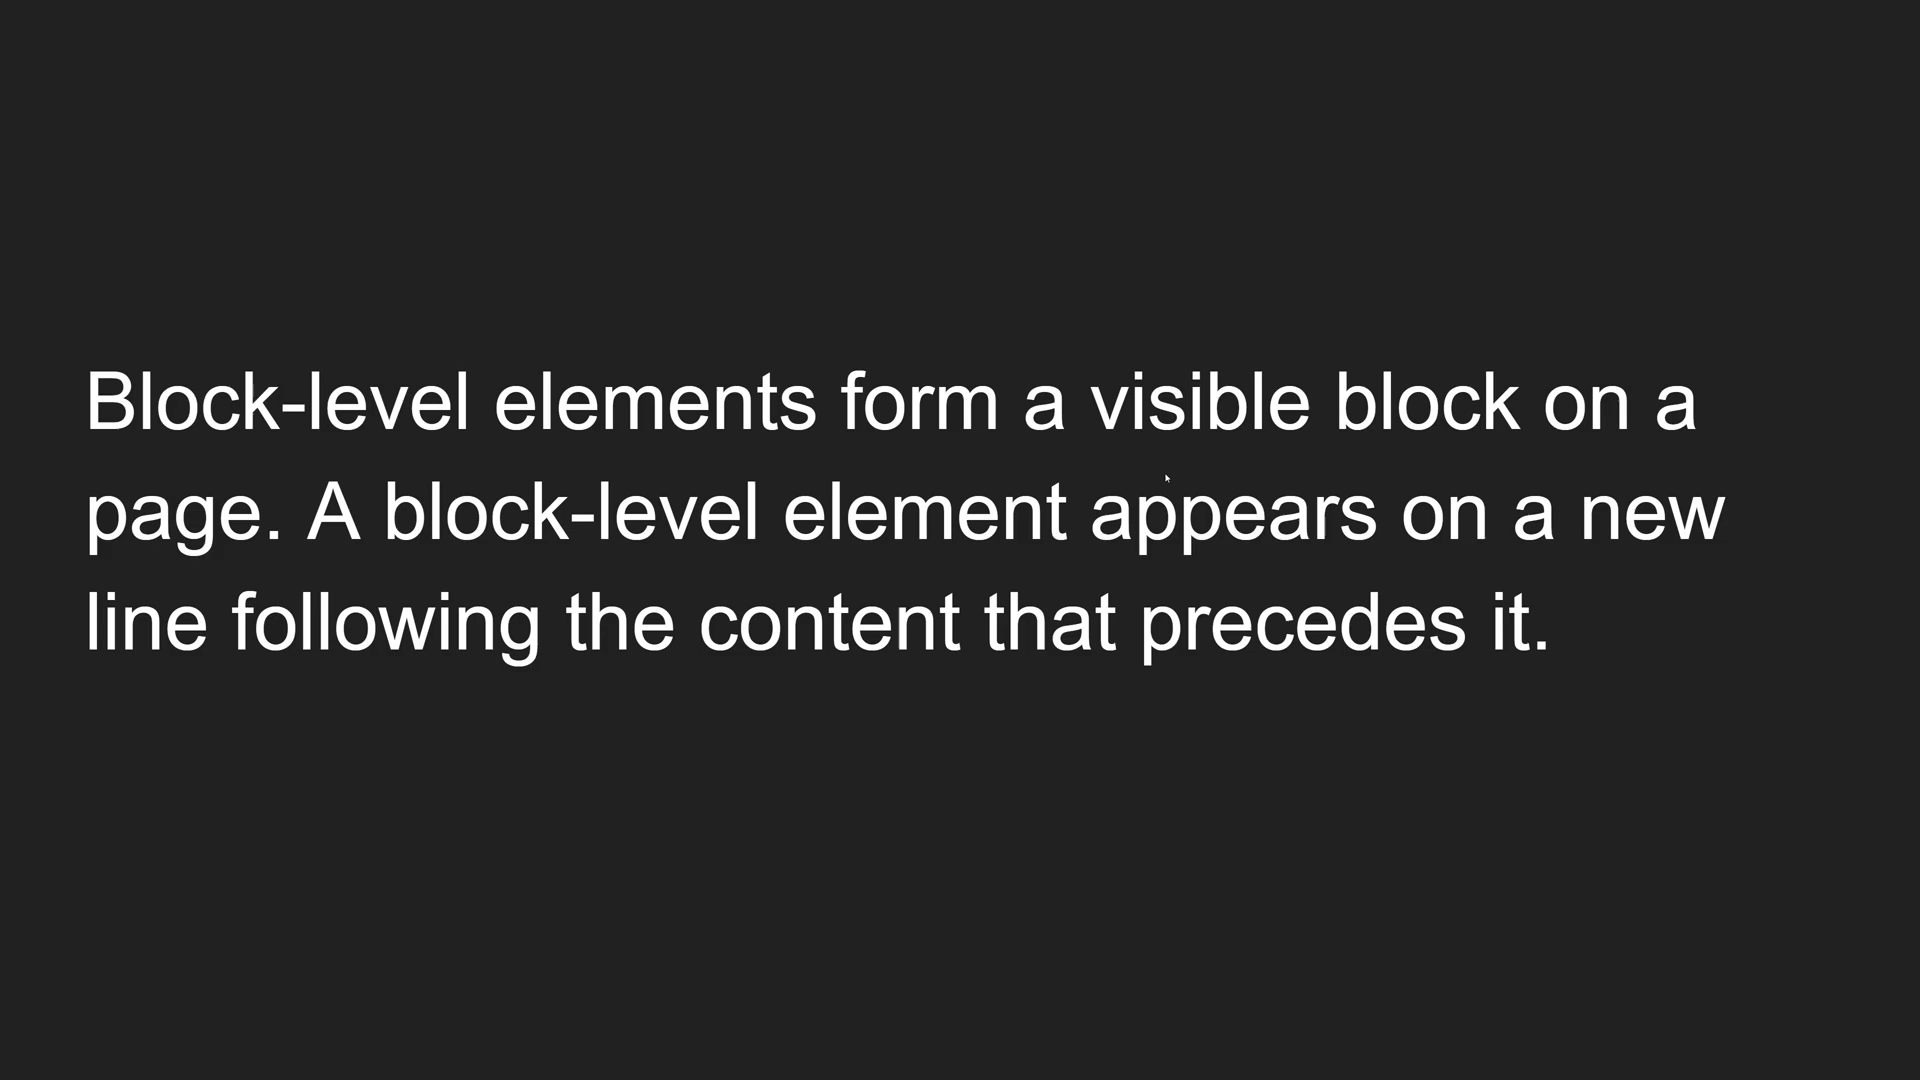 Block-level elements form a visible block on a
page. A block-level element appears on a new
line following the content that precedes it.